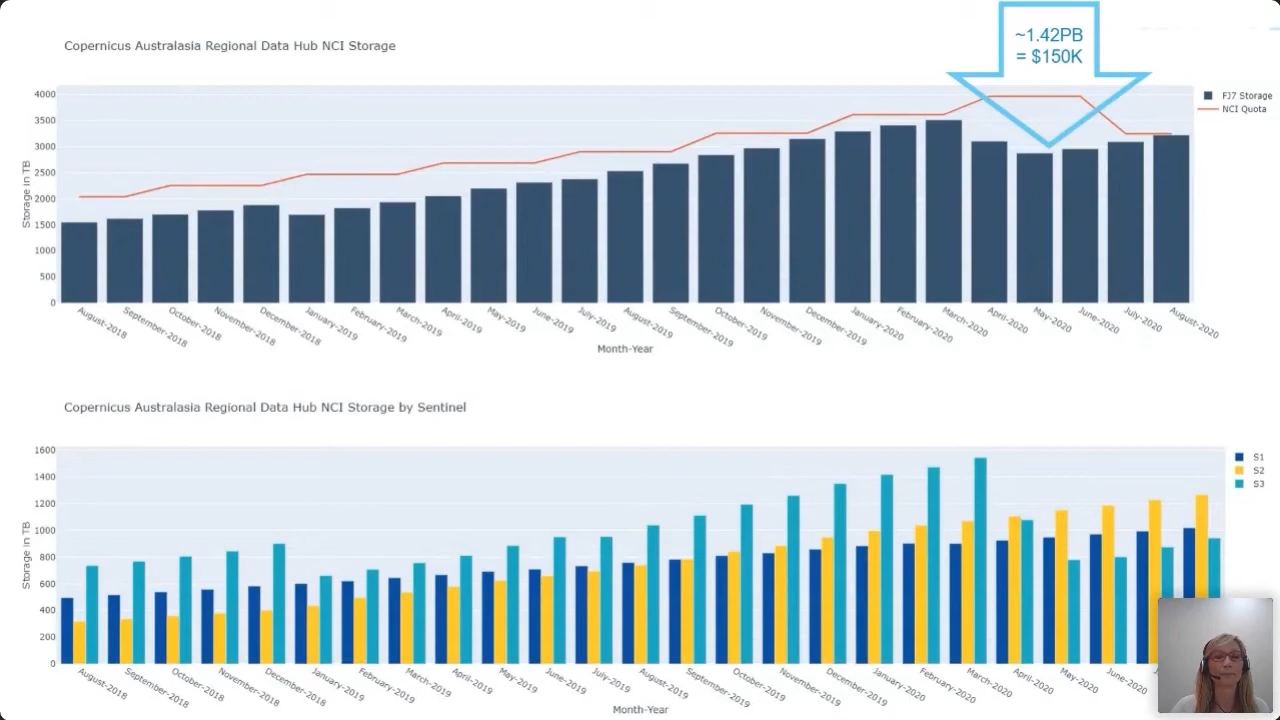 ~1.42PB
= $150K
Copernicus Australasia Regional Data Hub NCI Storage
FJ7 Storage
NCI Quota
4000
3500
3000
2500
2000
1500
1000
500
0
Storage in TB
August-2018
September-2018
October-2018
November-2018
December-2018
January-2019
February-2019
March-2019
April-2019
May-2019
June-2019
July-2019
August-2019
September-2019
October-2019
November-2019
December-2019
January-2020
February-2020
March-2020
April-2020
May-2020
June-2020
July-2020
August-2020
Month-Year
Copernicus Australasia Regional Data Hub NCI Storage by Sentinel
S1
S2
S3
1600
1400
1200
1000
800
600
400
200
0
Storage in TB
August-2018
September-2018
October-2018
November-2018
December-2018
January-2019
February-2019
March-2019
April-2019
May-2019
June-2019
July-2019
August-2019
September-2019
October-2019
November-2019
December-2019
January-2020
February-2020
March-2020
April-2020
May-2020
June-2020
Month-Year